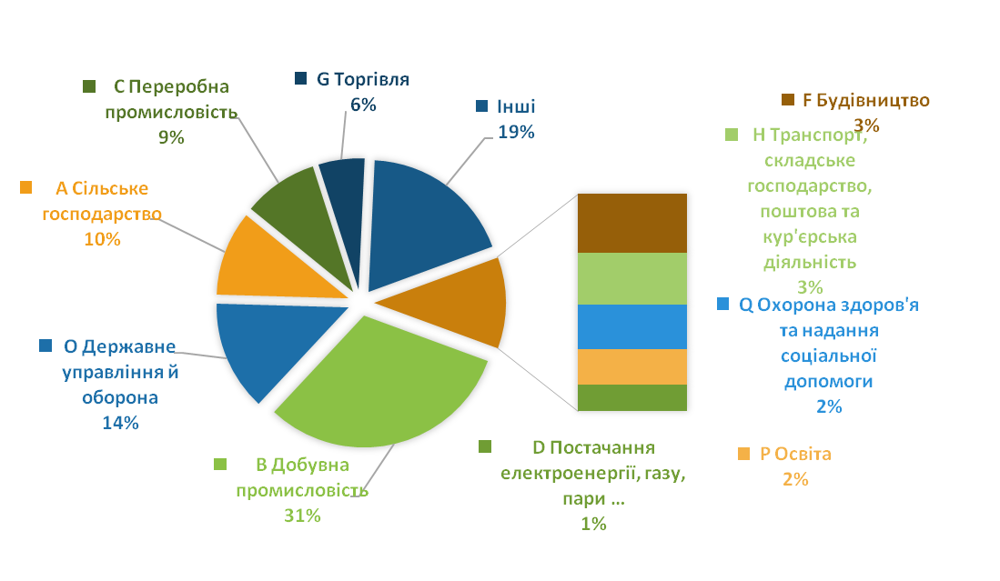 G Торгівля
6%
C Переробна
промисловість
9%
Інші
19%
F Будівництво
3%
H Транспорт,
складське
господарство,
поштова та
кур'єрська
діяльність
3%
A Сільське
господарство
10%
Q Охорона здоров'я
та надання
соціальної
допомоги
2%
O Державне
управління й
оборона
14%
D Постачання
електроенергії, газу,
пари ...
1%
P Освіта
2%
B Добувна
промисловість
31%